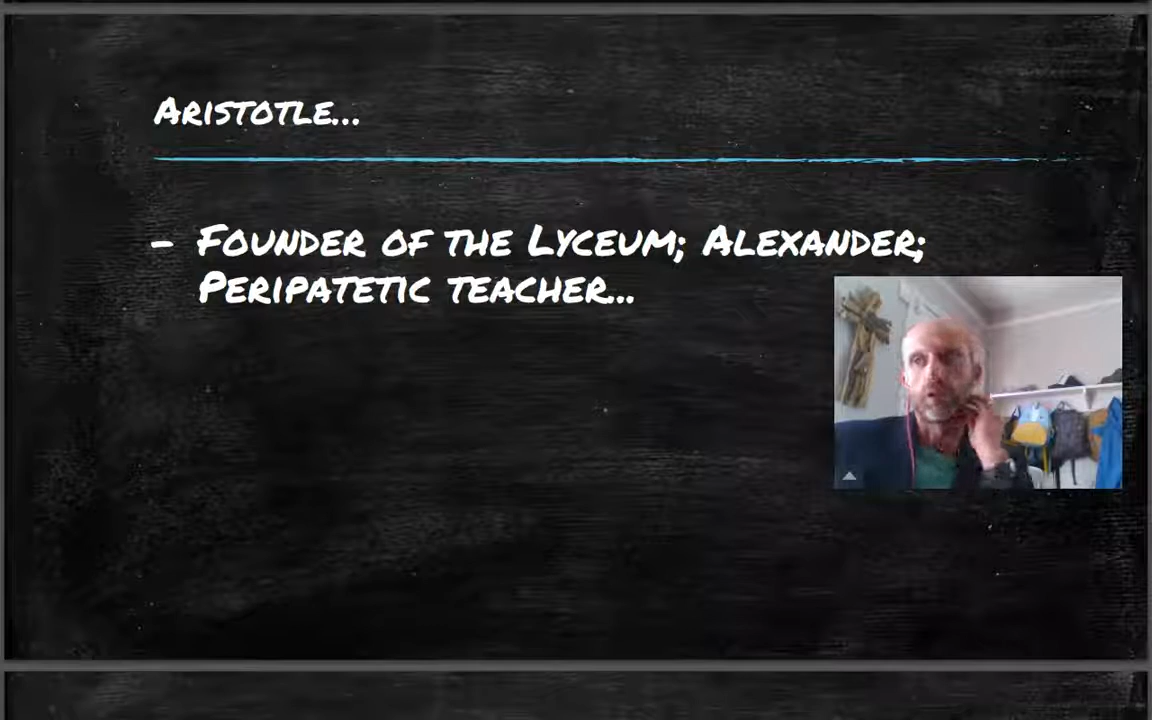 Aristotle...
- Founder of the Lyceum; Alexander;
Peripatetic teacher...